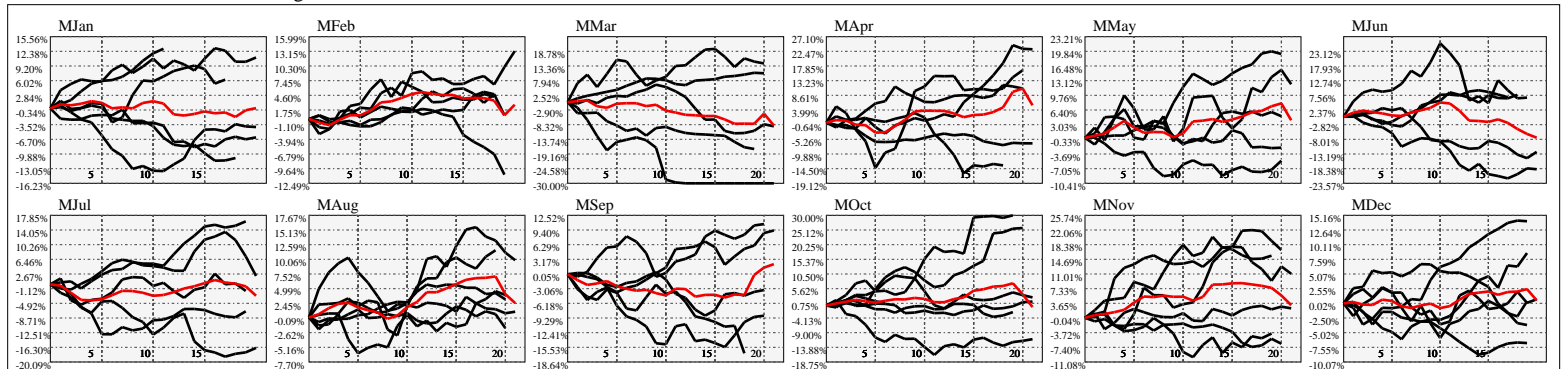 MJan MFeb MMar MApr MMay MJun
15.56% 15.99% 27.10% 23.21%
12.38% 13.15% 18.78% 22.47% 19.84% 23.12%
9.20% 10.30% 13.36% 17.85% 16.48% 17.93%
6.02% 7.45% 7.94% 13.23% 13.12% 12.74%
2.84% 4.60% 2.52% 8.61% 9.76% 7.56%
-0.34% 1.75% -2.90% 3.99% 6.40% 2.37%
-3.52% -1.10% -8.32% -0.64% 3.03% -2.82%
-6.70% -3.94% -13.74% -5.26% -0.33% -8.01%
-9.88% -6.79% -19.16% -9.88% -3.69% -13.19%
-13.05% -9.64% -24.58% -14.50% -7.05% -18.38%
-16.23% -12.49% -30.00% -19.12% -10.41% -23.57%
5 10 15 5 10 15 20 5 10 15 20 5 10 15 20 5 10 15 20 5 10 15
MJul MAug MSep MOct MNov MDec
17.85% 17.67% 12.52% 30.00% 25.74% 15.16%
14.05% 15.13% 9.40% 25.12% 22.06% 12.64%
10.26% 12.59% 6.29% 20.25% 18.38% 10.11%
6.46% 10.06% 3.17% 15.37% 14.69% 7.59%
2.67% 7.52% 0.05% 10.50% 11.01% 5.07%
-1.12% 4.99% -3.06% 5.62% 7.33% 2.55%
-4.92% 2.45% -6.18% 0.75% 3.65% 0.02%
-8.71% -0.09% -9.29% -4.13% -0.04% -2.50%
-12.51% -2.62% -12.41% -9.00% -3.72% -5.02%
-16.30% -5.16% -15.53% -13.88% -7.40% -7.55%
-20.09% -7.70% -18.64% -18.75% -11.08% -10.07%
5 10 15 5 10 15 20 5 10 15 20 5 10 15 20 5 10 15 20 5 10 15